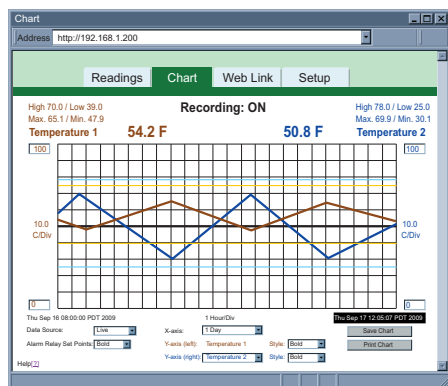 Chart
Address http://192.168.1.200
Readings Chart Web Link Setup
High 70.0 / Low 39.0 Recording: ON High 78.0 / Low 25.0
Max. 65.1 / Min. 47.9 Max. 69.9 / Min. 30.1
Temperature 1 54.2 F 50.8 F Temperature 2
100 100
10.0 10.0
C/Div C/Div
0 0
Thu Sep 16 08:00:00 PDT 2009 1 Hour/Div Thu Sep 17 12:05:07 PDT 2009
Data Source: Live X-axis: 1 Day Save Chart
Alarm Relay Sat Points: Bold Y-axis (left): Temperature 1 Style: Bold Print Chart
Y-axis (right): Temperature 2 Style: Bold
Help[?]